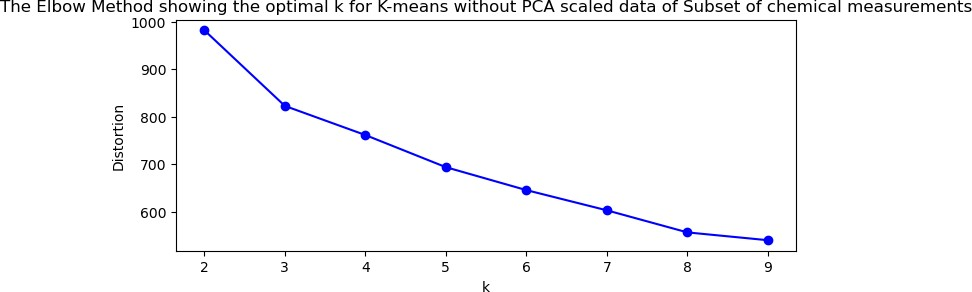 The Elbow Method showing the optimal k for K-means without PCA scaled data of Subset of chemical measurements
1000
900
800
700
600
Distortion
2 3 4 5 6 7 8 9
k